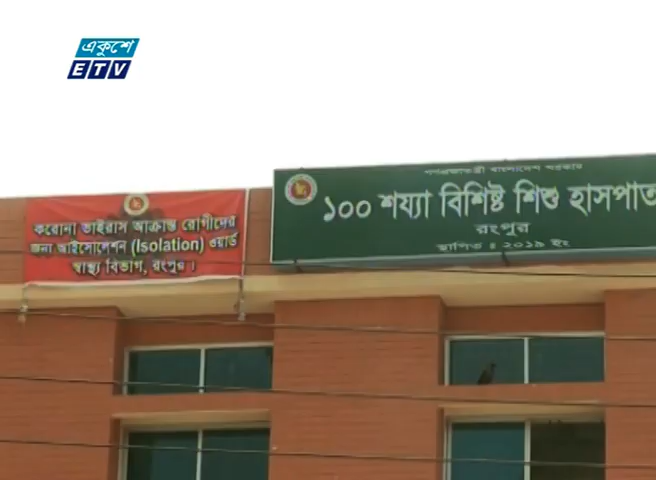 একুশে
ETV
করোনা ভাইরাস আক্রান্ত রোগীদের
জন্য আইসোলেশন (Isolation) ওয়ার্ড
স্বাস্থ্য বিভাগ, রংপুর।
গণপ্রজাতন্ত্রী বাংলাদেশ সরকার
১০০ শয্যা বিশিষ্ট শিশু হাসপাত
রংপুর
স্থাপিত : ২০১৯ ইং